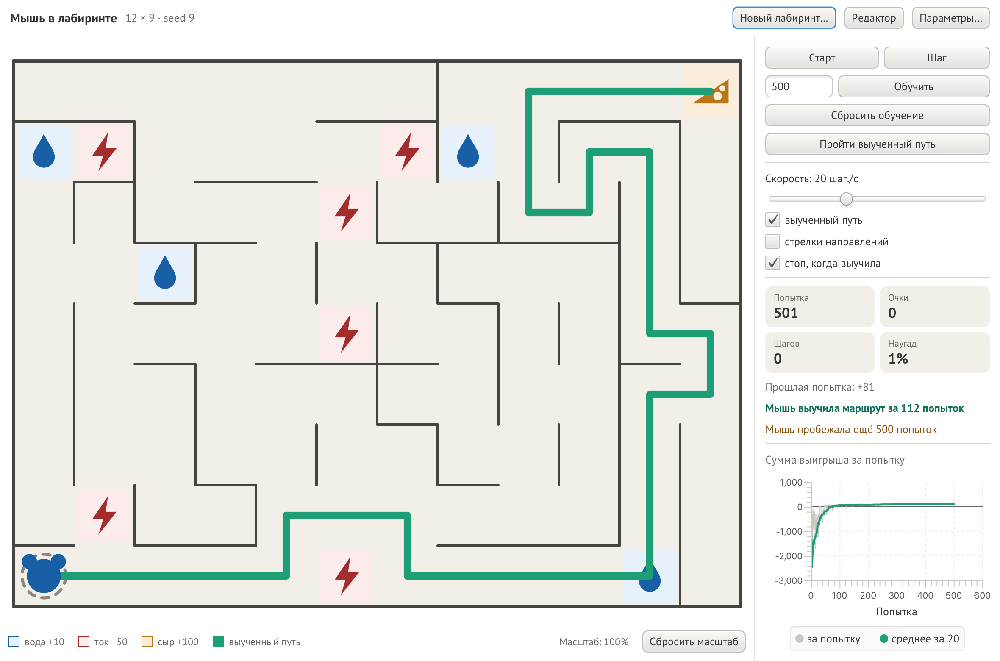 Мышь в лабиринте 12 × 9 · seed 9
Новый лабиринт... Редактор Параметры...
Старт Шаг
500 Обучить
Сбросить обучение
Пройти выученный путь
Скорость: 20 шаг./с
выученный путь
стрелки направлений
стоп, когда выучила
Попытка Очки
501 0
Шагов Наугад
0 1%
Прошлая попытка: +81
Мышь выучила маршрут за 112 попыток
Мышь пробежала ещё 500 попыток
Сумма выигрыша за попытку
1,000
0
-1,000
-2,000
-3,000
0 100 200 300 400 500 600
Попытка
за попытку среднее за 20
вода +10 ток −50 сыр +100 выученный путь Масштаб: 100% Сбросить масштаб